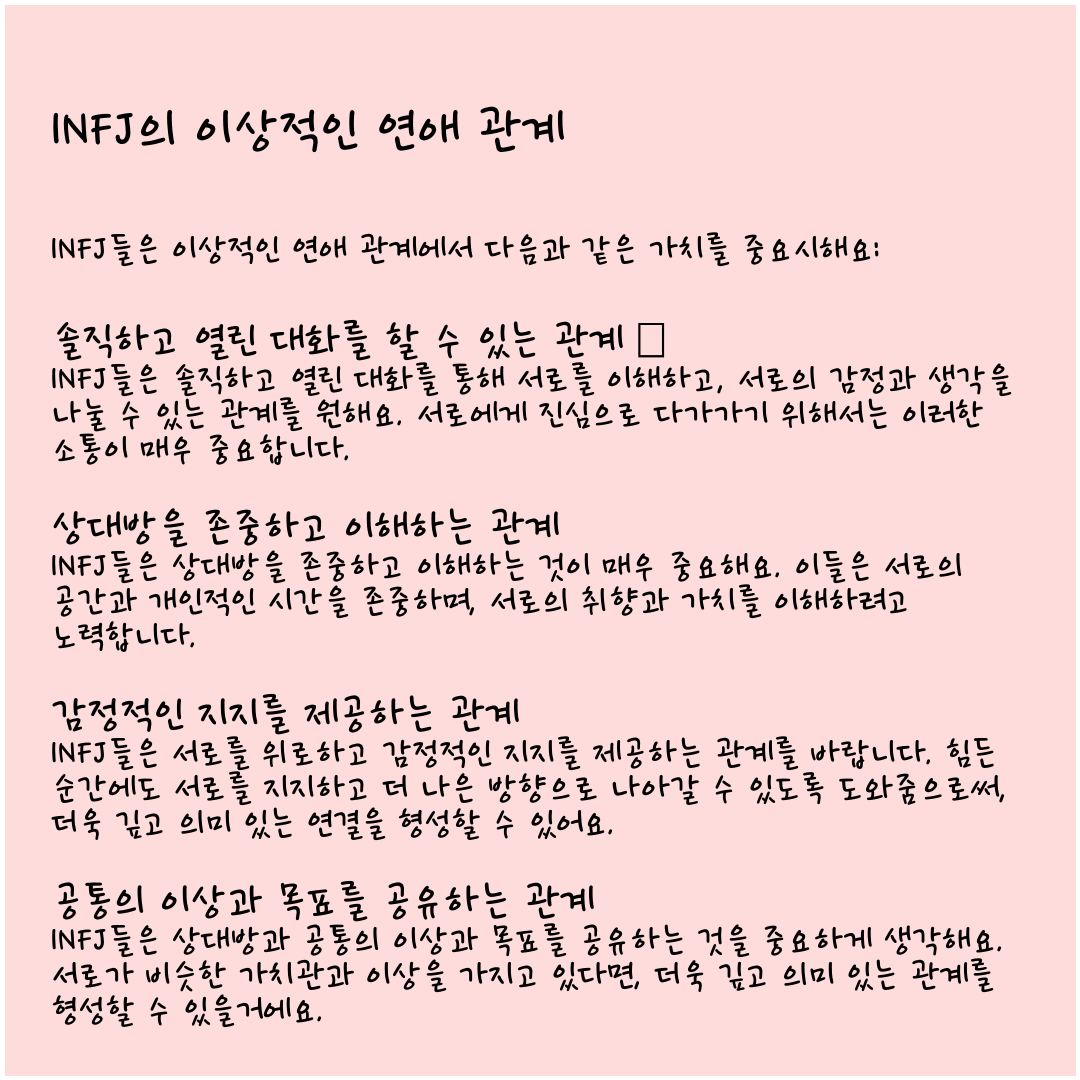 INFJ의 이상적인 연애 관계
INFJ들은 이상적인 연애 관계에서 다음과 같은 가치를 중요시해요:
솔직하고 열린 대화를 할 수 있는 관계 □
INFJ들은 솔직하고 열린 대화를 통해 서로를 이해하고, 서로의 감정과 생각을
나눌 수 있는 관계를 원해요. 서로에게 진심으로 다가가기 위해서는 이러한
소통이 매우 중요합니다.
상대방을 존중하고 이해하는 관계
INFJ들은 상대방을 존중하고 이해하는 것이 매우 중요해요. 이들은 서로의
공간과 개인적인 시간을 존중하며, 서로의 취향과 가치를 이해하려고
노력합니다.
감정적인 지지를 제공하는 관계
INFJ들은 서로를 위로하고 감정적인 지지를 제공하는 관계를 바랍니다. 힘든
순간에도 서로를 지지하고 더 나은 방향으로 나아갈 수 있도록 도와줌으로써,
더욱 깊고 의미 있는 연결을 형성할 수 있어요.
공통의 이상과 목표를 공유하는 관계
INFJ들은 상대방과 공통의 이상과 목표를 공유하는 것을 중요하게 생각해요.
서로가 비슷한 가치관과 이상을 가지고 있다면, 더욱 깊고 의미 있는 관계를
형성할 수 있을거에요.